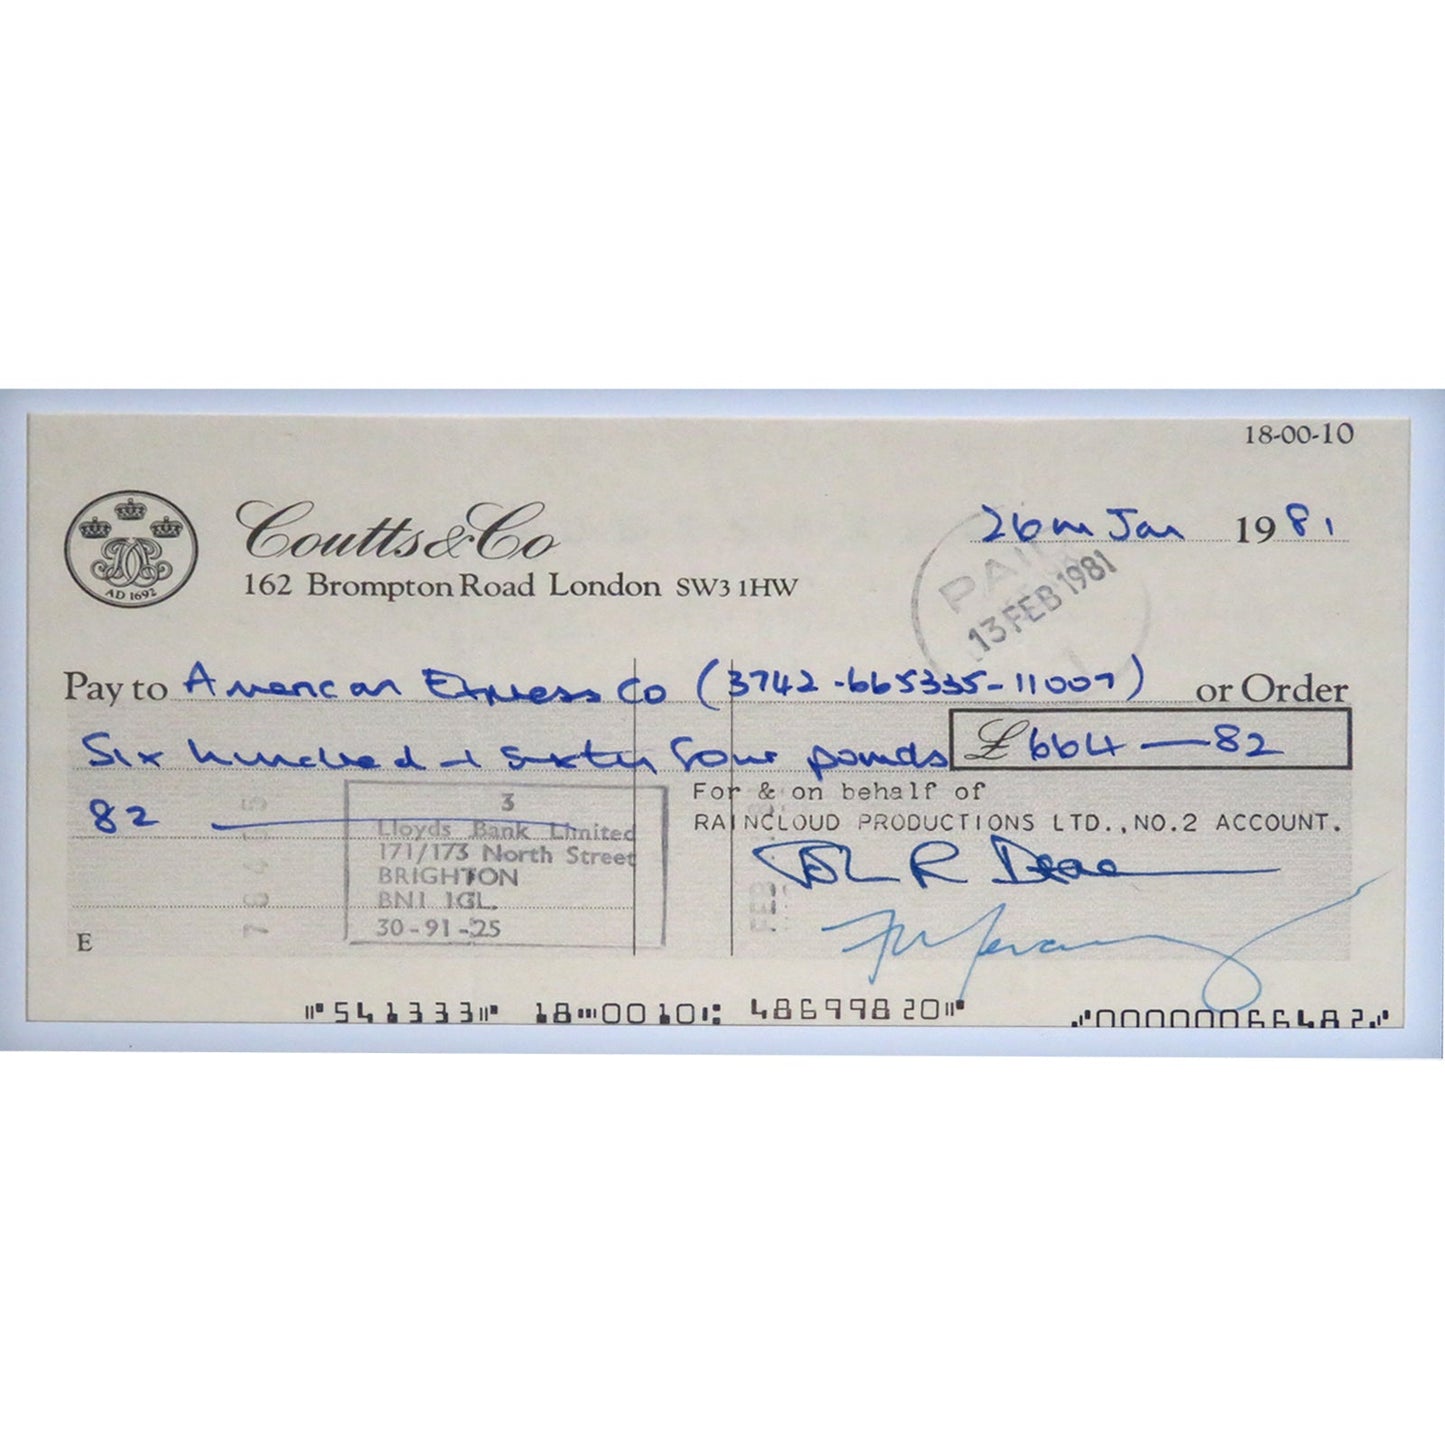 18-00-10
AD 1692
Coutts & Co
162 Brompton Road London SW3 1HW
26th Jan 1981
PAID
13 FEB 1981
Pay to American Express Co (3742-665335-11007) or Order
Six hundred + sixty four pounds £664—82
82
For & on behalf of
RAINCLOUD PRODUCTIONS LTD.,NO.2 ACCOUNT.
3
Lloyds Bank Limited
171/173 North Street
BRIGHTON
BN1 1GL.
30-91-25
E
541333 18 0010 48699820 0000066482